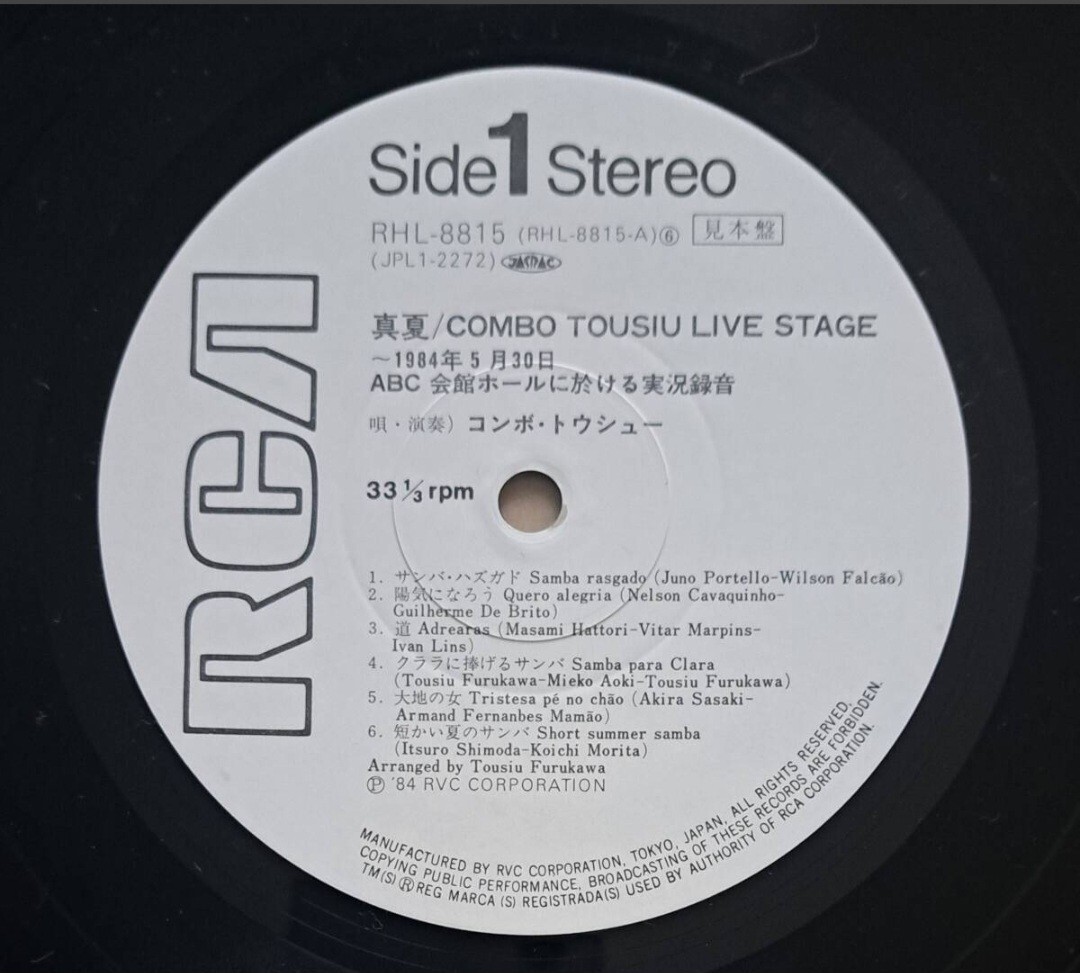 Side 1 Stereo
RHL-8815 (RHL-8815-A)⑥ 見本盤
(JPL1-2272) JASRAC
真夏/COMBO TOUSIU LIVE STAGE
~1984年5月30日
ABC 会館ホールに於ける実況録音
唄・演奏) コンボ・トウシュー
33 1/3 rpm
1. サンバ・ハズガド Samba rasgado (Juno Portello-Wilson Falcão)
2. 陽気になろう Quero alegria (Nelson Cavaquinho-
Guilherme De Brito)
3. 道 Adrearas (Masami Hattori-Vitar Marpins-
Ivan Lins)
4. クララに捧げるサンバ Samba para Clara
(Tousiu Furukawa-Mieko Aoki-Tousiu Furukawa)
5. 大地の女 Tristesa pé no chão (Akira Sasaki-
Armand Fernanbes Mamão)
6. 短かい夏のサンバ Short summer samba
(Itsuro Shimoda-Koichi Morita)
Arranged by Tousiu Furukawa
Ⓟ '84 RVC CORPORATION
MANUFACTURED BY RVC CORPORATION, TOKYO, JAPAN, ALL RIGHTS RESERVED.
COPYING PUBLIC PERFORMANCE, BROADCASTING OF THESE RECORDS ARE FORBIDDEN.
TM(S) ® REG MARCA (S) REGISTRADA(S) USED BY AUTHORITY OF RCA CORPORATION.
RCA